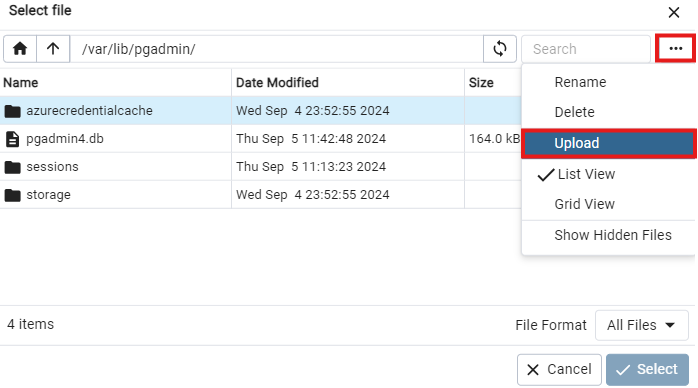 Select file
/var/lib/pgadmin/
Search
Name Date Modified Size
azurecredentialcache Wed Sep  4 23:52:55 2024
pgadmin4.db Thu Sep  5 11:42:48 2024 164.0 kB
sessions Thu Sep  5 11:13:23 2024
storage Wed Sep  4 23:52:55 2024
Rename
Delete
Upload
List View
Grid View
Show Hidden Files
4 items File Format All Files
Cancel Select